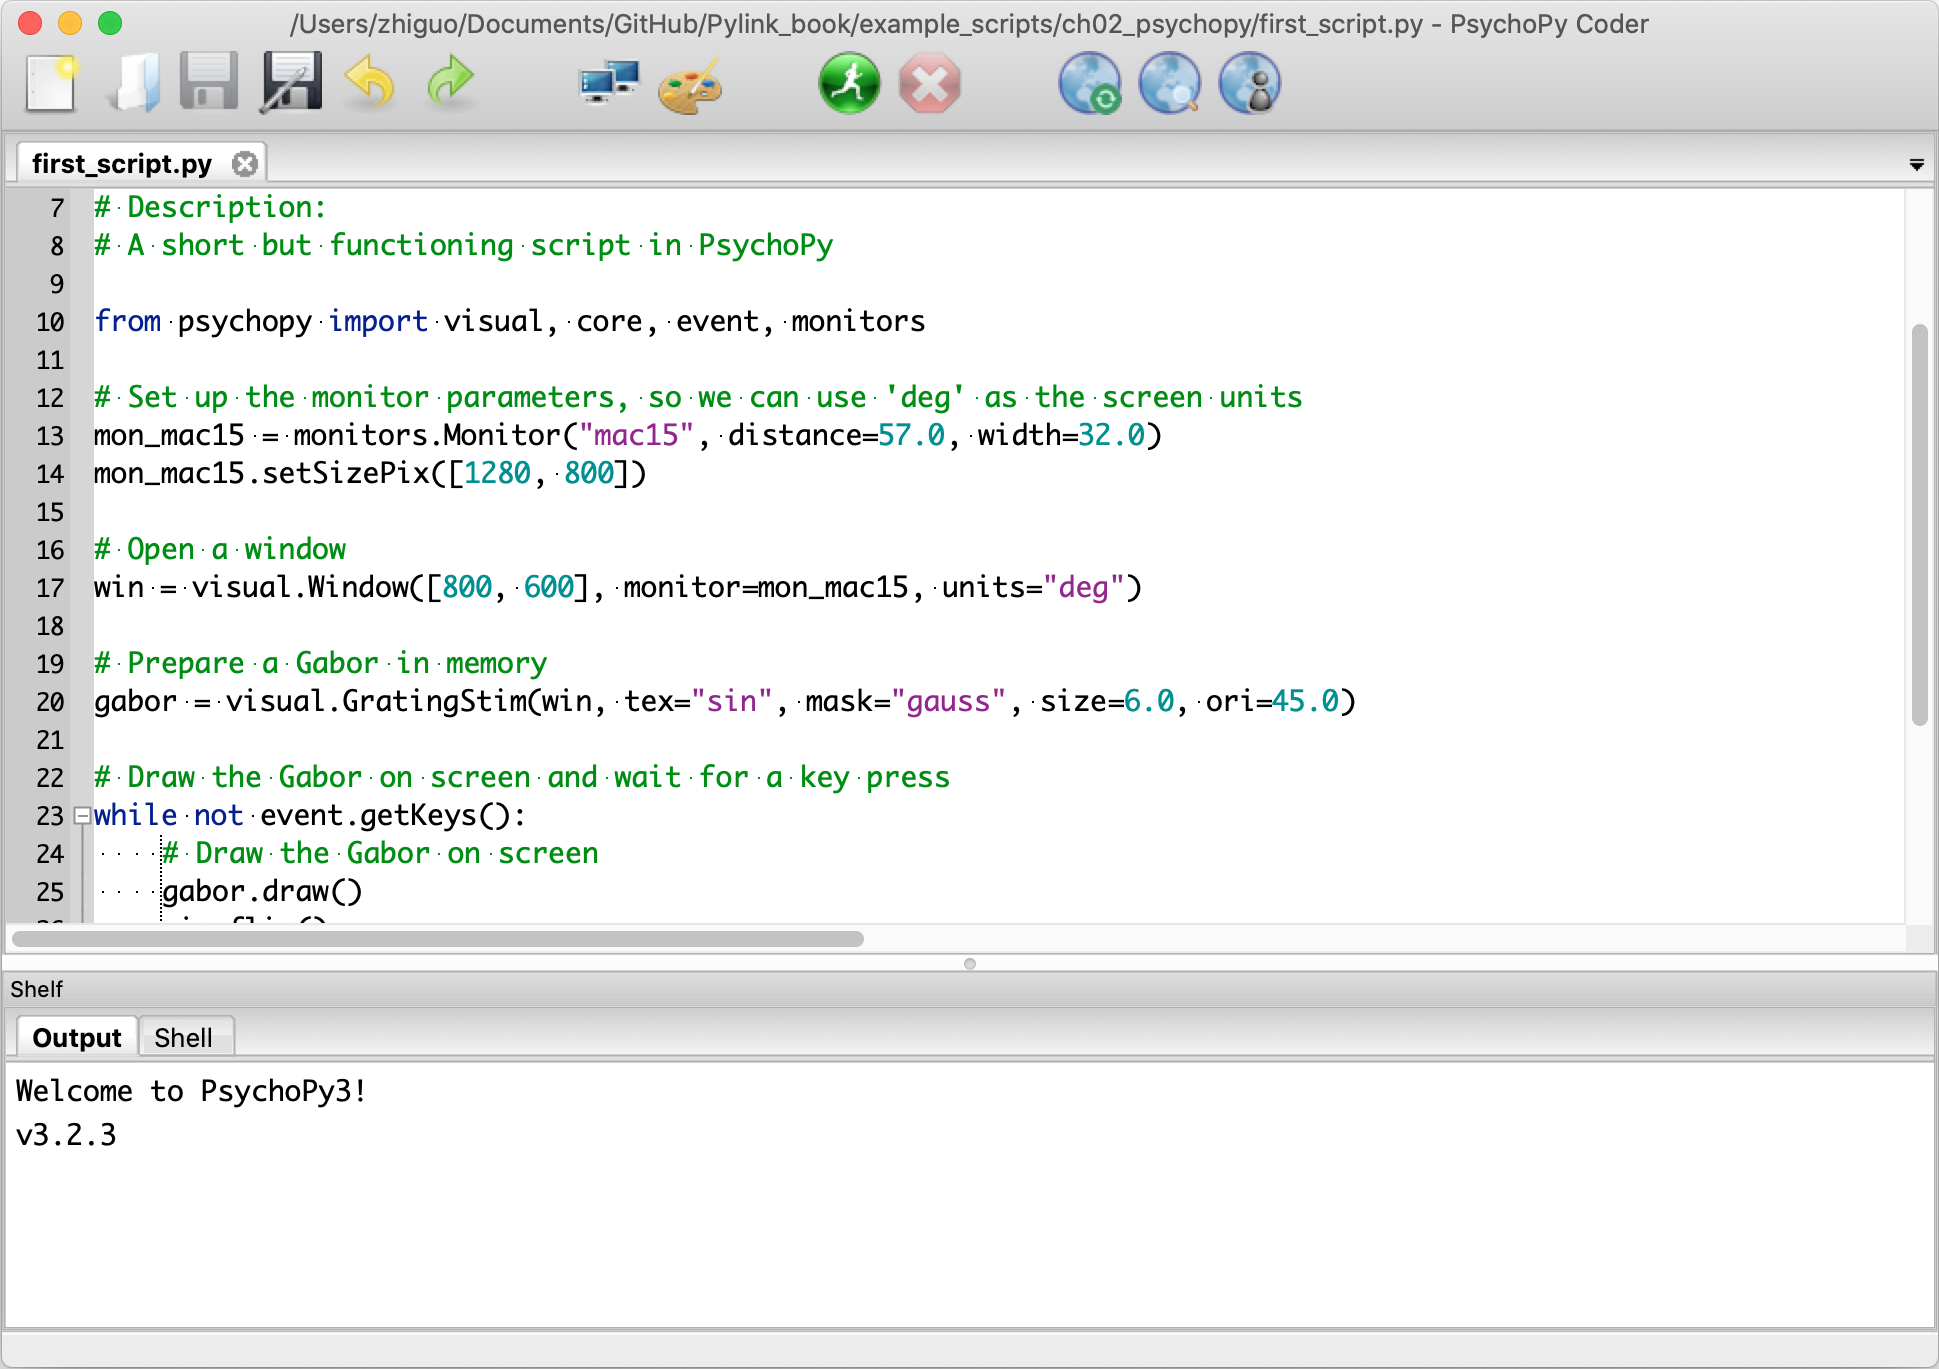 /Users/zhiguo/Documents/GitHub/Pylink_book/example_scripts/ch02_psychopy/first_script.py - PsychoPy Coder
first_script.py
7 # Description:
8 # A short but functioning script in PsychoPy
9
10 from psychopy import visual, core, event, monitors
11
12 # Set up the monitor parameters, so we can use 'deg' as the screen units
13 mon_mac15 = monitors.Monitor("mac15", distance=57.0, width=32.0)
14 mon_mac15.setSizePix([1280, 800])
15
16 # Open a window
17 win = visual.Window([800, 600], monitor=mon_mac15, units="deg")
18
19 # Prepare a Gabor in memory
20 gabor = visual.GratingStim(win, tex="sin", mask="gauss", size=6.0, ori=45.0)
21
22 # Draw the Gabor on screen and wait for a key press
23 while not event.getKeys():
24     # Draw the Gabor on screen
25     gabor.draw()
Shelf
Output Shell
Welcome to PsychoPy3!
v3.2.3